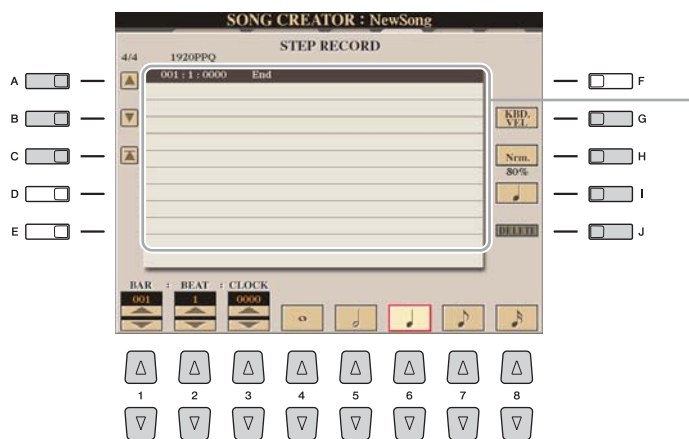 SONG CREATOR : NewSong
STEP RECORD
4/4 1920PPQ
001 : 1 : 0000 End
A
F
B
KBD. VEL
G
C
Nrm.
H
80%
D
I
E
DELETE
J
BAR : BEAT : CLOCK
001 1 0000
1 2 3 4 5 6 7 8